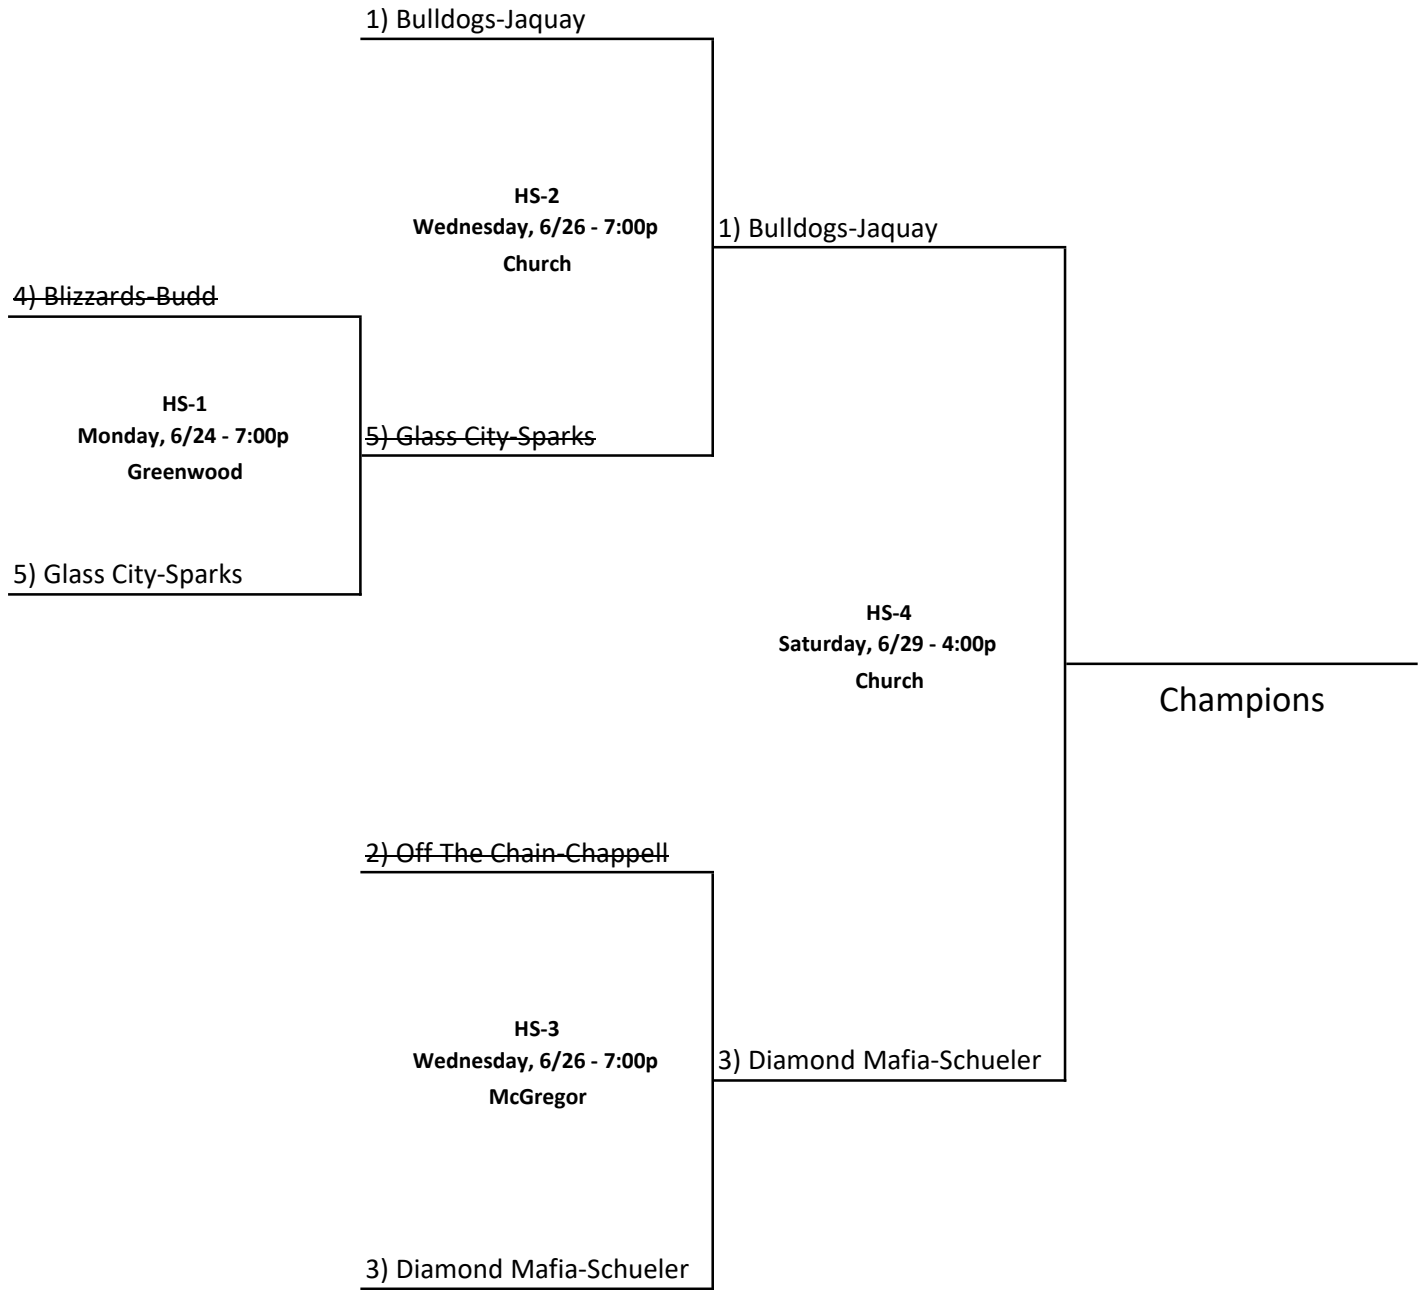 1) Bulldogs-Jaquay
HS-2
Wednesday, 6/26 - 7:00p
Church
1) Bulldogs-Jaquay
4) Blizzards-Budd
HS-1
Monday, 6/24 - 7:00p
Greenwood
5) Glass City-Sparks
5) Glass City-Sparks
HS-4
Saturday, 6/29 - 4:00p
Church
Champions
2) Off The Chain-Chappell
HS-3
Wednesday, 6/26 - 7:00p
McGregor
3) Diamond Mafia-Schueler
3) Diamond Mafia-Schueler